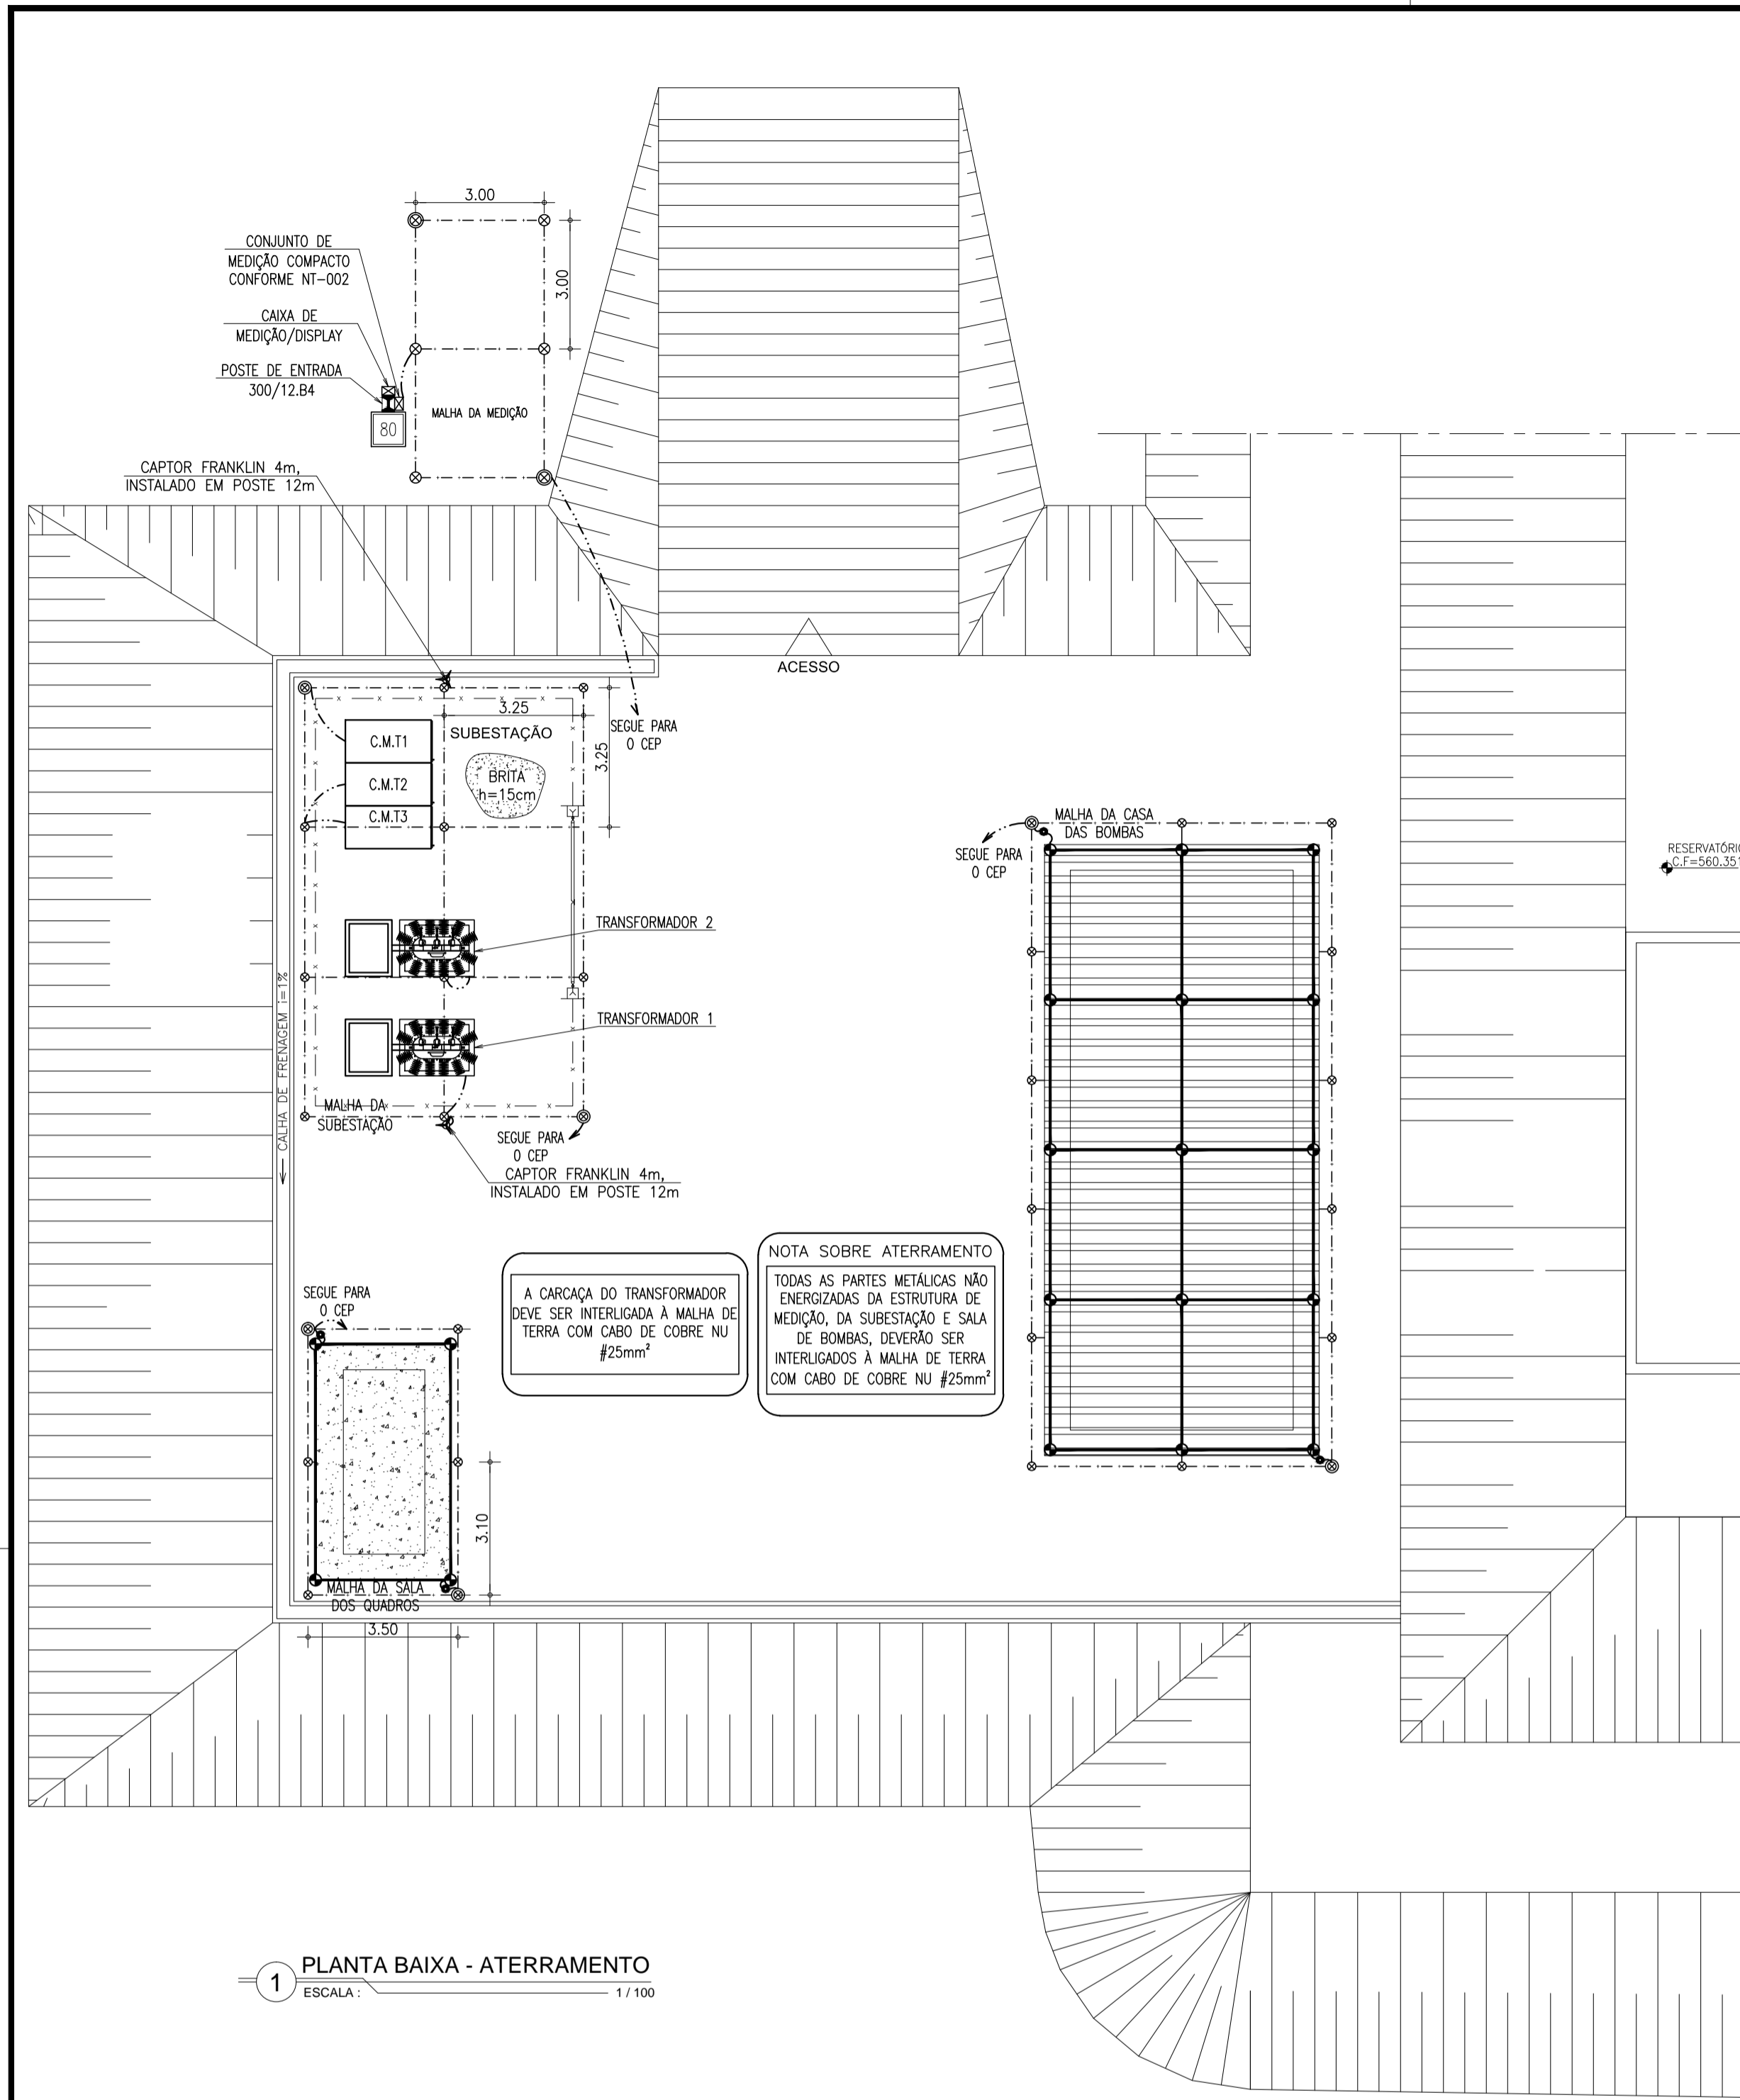 3.00
3.00
CONJUNTO DE
MEDIÇÃO COMPACTO
CONFORME NT-002
CAIXA DE
MEDIÇÃO/DISPLAY
POSTE DE ENTRADA
300/12.B4
80
MALHA DA MEDIÇÃO
CAPTOR FRANKLIN 4m,
INSTALADO EM POSTE 12m
ACESSO
3.25
SUBESTAÇÃO
3.25
SEGUE PARA
O CEP
C.M.T1
C.M.T2
C.M.T3
BRITA
h=15cm
MALHA DA CASA
DAS BOMBAS
SEGUE PARA
O CEP
RESERVATÓRIO
C.F=560.351
TRANSFORMADOR 2
TRANSFORMADOR 1
CALHA DE FRENAGEM i=1%
MALHA DA
SUBESTAÇÃO
SEGUE PARA
O CEP
CAPTOR FRANKLIN 4m,
INSTALADO EM POSTE 12m
A CARCAÇA DO TRANSFORMADOR
DEVE SER INTERLIGADA À MALHA DE
TERRA COM CABO DE COBRE NU
#25mm²
NOTA SOBRE ATERRAMENTO
TODAS AS PARTES METÁLICAS NÃO
ENERGIZADAS DA ESTRUTURA DE
MEDIÇÃO, DA SUBESTAÇÃO E SALA
DE BOMBAS, DEVERÃO SER
INTERLIGADOS À MALHA DE TERRA
COM CABO DE COBRE NU #25mm²
SEGUE PARA
O CEP
3.10
MALHA DA SALA
DOS QUADROS
3.50
1
PLANTA BAIXA - ATERRAMENTO
ESCALA : 1 / 100